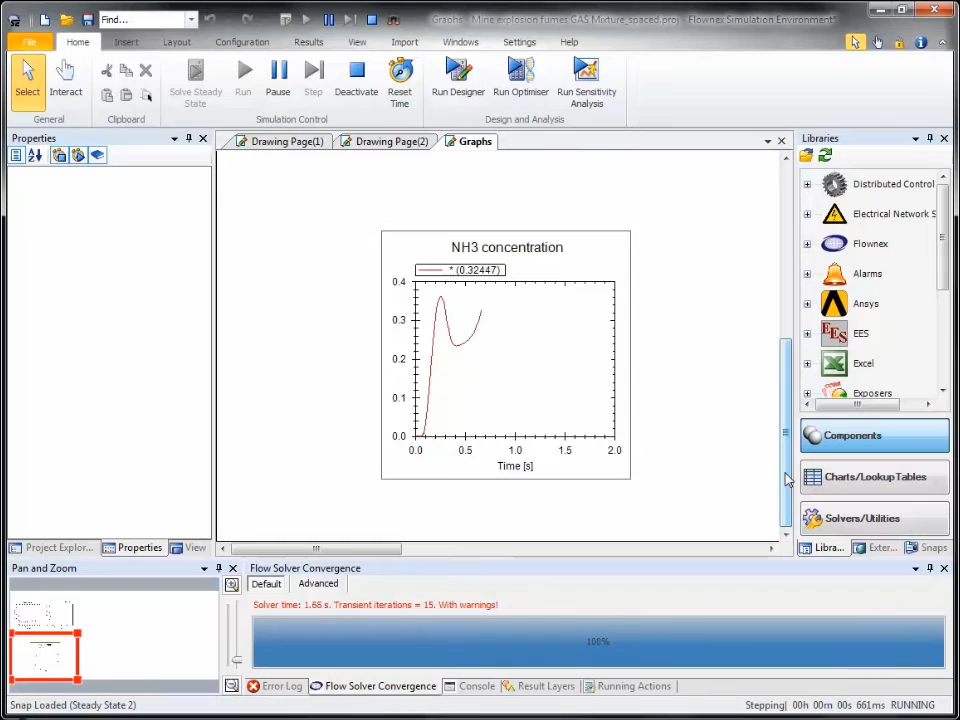 Find...
Graphs - Mine explosion fumes GAS Mixture_spaced.proj - Flownex Simulation Environment*
File Home Insert Layout Configuration Results View Import Windows Settings Help
Select Interact Solve Steady State Run Pause Step Deactivate Reset Time Run Designer Run Optimiser Run Sensitivity Analysis
General Clipboard Simulation Control Design and Analysis
Properties
Drawing Page(1) Drawing Page(2) Graphs
Libraries
Distributed Control
Electrical Network S
Flownex
Alarms
Ansys
EES
Excel
Exposers
NH3 concentration
* (0.32447)
0.4
0.3
0.2
0.1
0.0
0.0 0.5 1.0 1.5 2.0
Time [s]
Components
Charts/LookupTables
Solvers/Utilities
Project Explor... Properties View
Libra... Exter... Snaps
Pan and Zoom
Flow Solver Convergence
Default Advanced
Solver time: 1.66 s. Transient iterations = 15. With warnings!
100%
Error Log Flow Solver Convergence Console Result Layers Running Actions
Snap Loaded (Steady State 2)
Stepping| 00h 00m 00s 661ms RUNNING